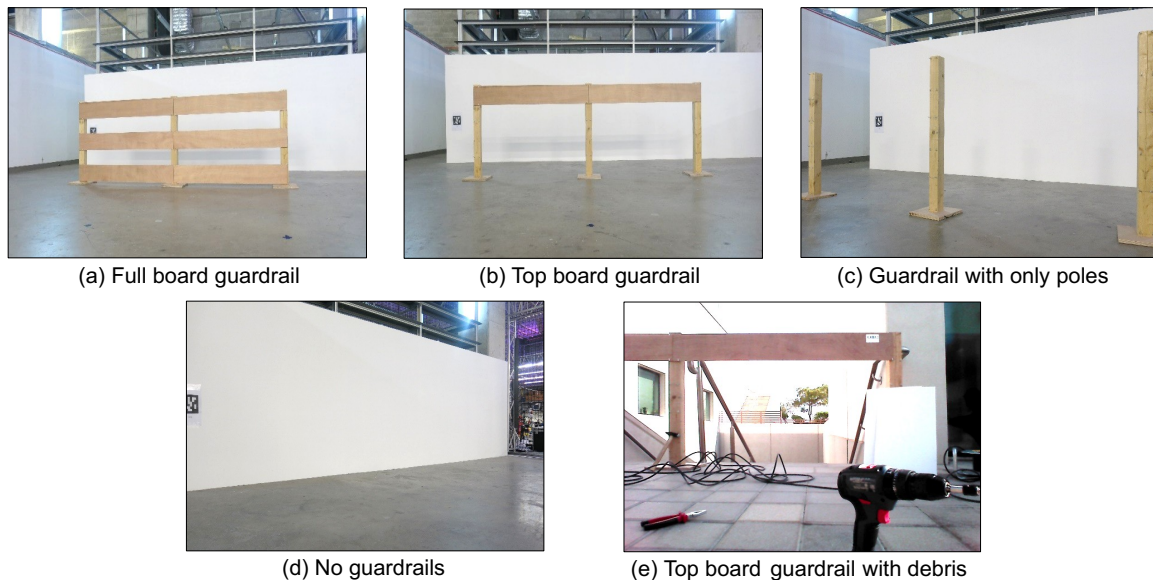 (a) Full board guardrail
(b) Top board guardrail
(c) Guardrail with only poles
(d) No guardrails
(e) Top board guardrail with debris